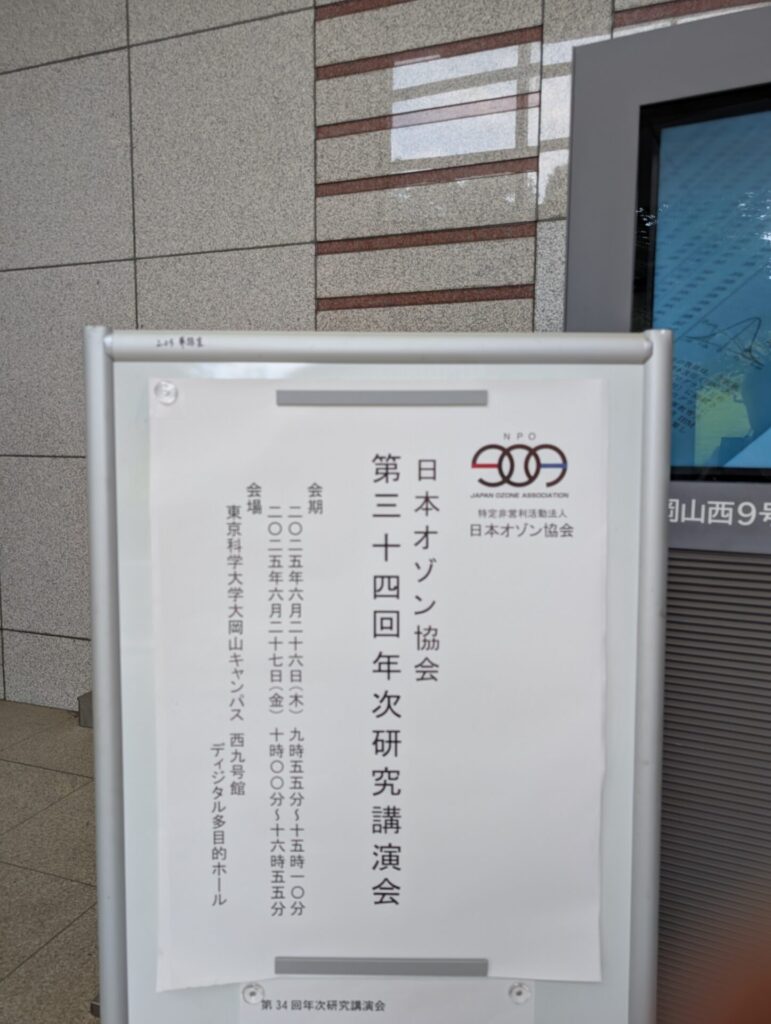 NPO
JAPAN OZONE ASSOCIATION
特定非営利活動法人
日本オゾン協会
日本オゾン協会
第三十四回年次研究講演会
会期
二〇二五年六月二十六日（木） 九時五五分～十五時一〇分
二〇二五年六月二十七日（金） 十時〇〇分～十六時五五分
会場
東京科学大学大岡山キャンパス 西九号館
ディジタル多目的ホール
第34回年次研究講演会
岡山西9号